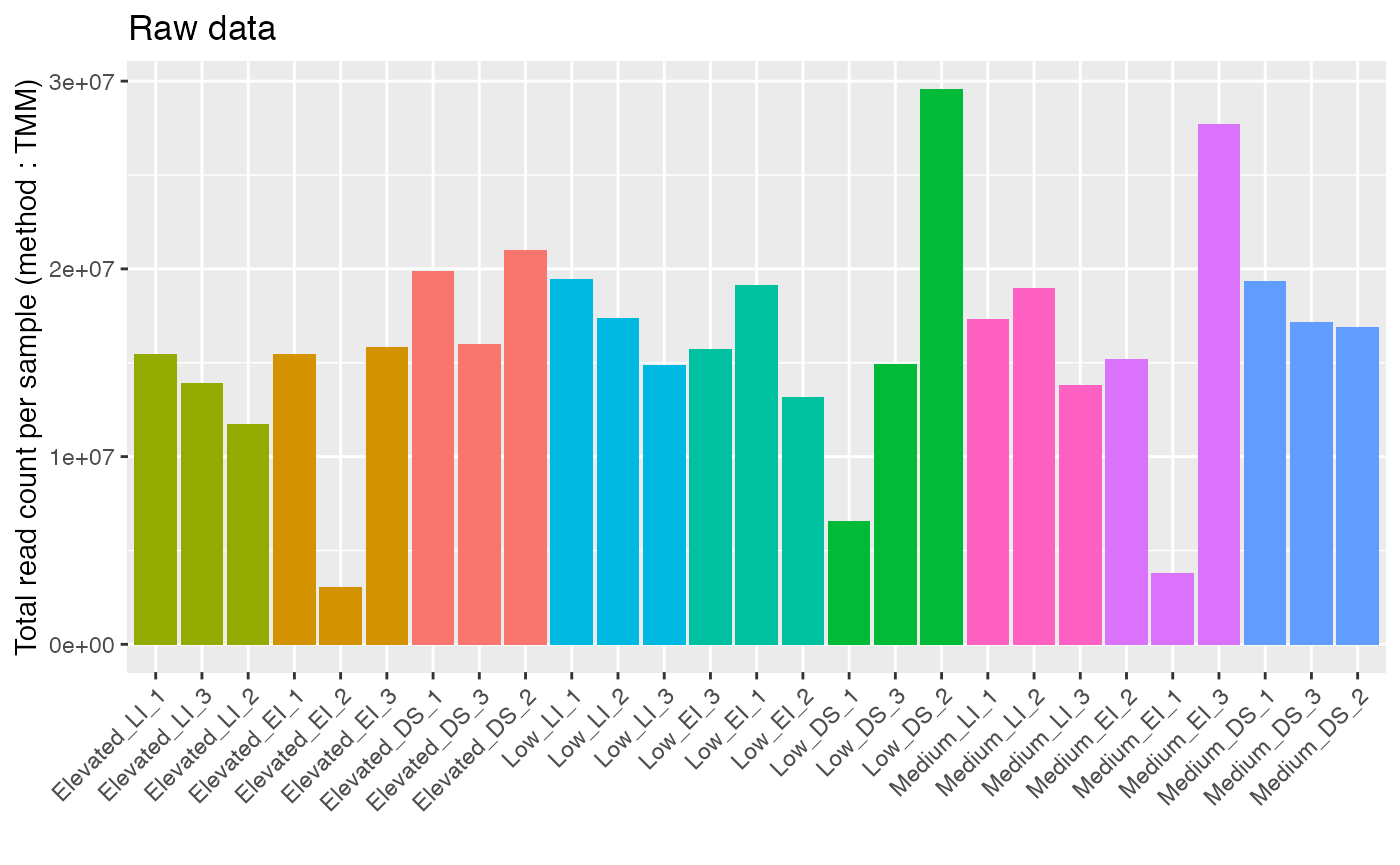 Raw data
Total read count per sample (method : TMM)
3e+07
2e+07
1e+07
0e+00
Elevated_LI_1
Elevated_LI_3
Elevated_LI_2
Elevated_EI_1
Elevated_EI_2
Elevated_EI_3
Elevated_DS_1
Elevated_DS_3
Elevated_DS_2
Low_LI_1
Low_LI_2
Low_LI_3
Low_EI_3
Low_EI_1
Low_EI_2
Low_DS_1
Low_DS_3
Low_DS_2
Medium_LI_1
Medium_LI_2
Medium_LI_3
Medium_EI_2
Medium_EI_1
Medium_EI_3
Medium_DS_1
Medium_DS_3
Medium_DS_2